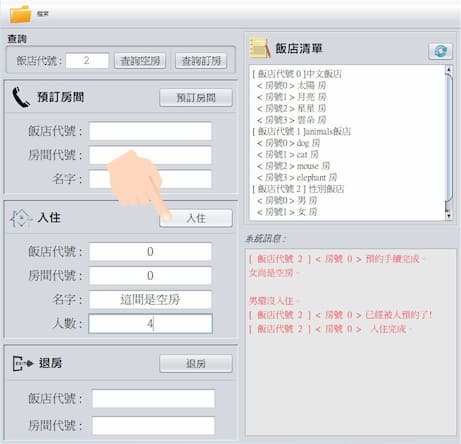 檔案
查詢
飯店代號: 2 查詢空房 查詢訂房
預訂房間 預訂房間
飯店代號:
房間代號:
名字:
入住 入住
飯店代號: 0
房間代號: 0
名字: 這間是空房
人數: 4
退房 退房
飯店代號:
房間代號:
飯店清單
[ 飯店代號 0 ]中文飯店
< 房號0 > 太陽 房
< 房號1 > 月亮 房
< 房號2 > 星星 房
< 房號3 > 雲朵 房
[ 飯店代號 1 ]animals飯店
< 房號0 > dog 房
< 房號1 > cat 房
< 房號2 > mouse 房
< 房號3 > elephant 房
[ 飯店代號 2 ] 性別飯店
< 房號0 > 男 房
< 房號1 > 女 房
系統訊息:
[ 飯店代號 2 ] < 房號 0 > 預約手續完成。
女尚是空房。
男還沒入住。
[ 飯店代號 2 ] < 房號 0 > 已經被人預約了!
[ 飯店代號 2 ] < 房號 0 > 入住完成。